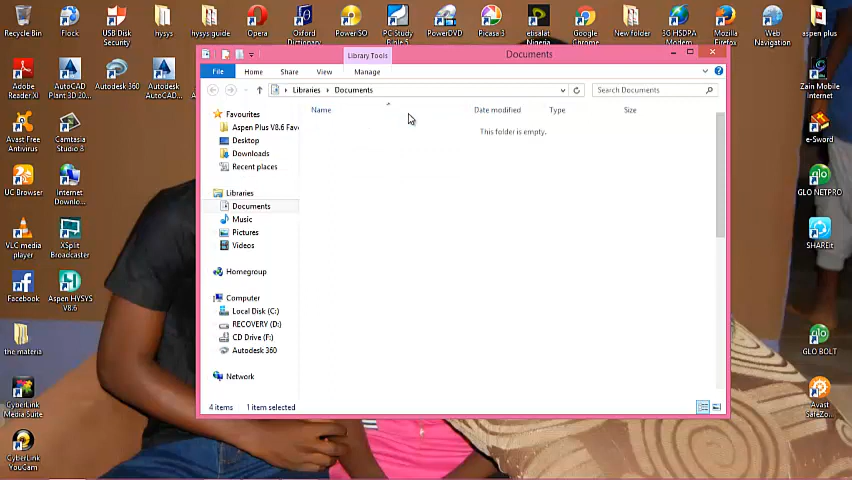 Recycle Bin
Flock
USB Disk Security
hysys
hysys guide
Opera
Oxford Dictionary
Power SO
PC Study Bible 5
PowerDVD
Picasa 3
etisalat Nigeria
Google Chrome
New folder
3G HSDPA Modem
Mozilla Firefox
Web Navigation
aspen plus
Adobe Reader XI
AutoCAD Plant 3D 20...
Autodesk 360
Autodesk AutoCAD...
Zain Mobile Internet
Avast Free Antivirus
Camtasia Studio 8
e-Sword
UC Browser
Internet Downlo...
GLO NETPRO
VLC media player
XSplit Broadcaster
SHAREit
Facebook
Aspen HYSYS V8.6
the materia
GLO BOLT
CyberLink Media Suite
Avast SafeZo...
CyberLink YouCam
Library Tools
Documents
File
Home
Share
View
Manage
Libraries
Documents
Search Documents
Name
Date modified
Type
Size
This folder is empty.
Favourites
Aspen Plus V8.6 Fav
Desktop
Downloads
Recent places
Libraries
Documents
Music
Pictures
Videos
Homegroup
Computer
Local Disk (C:)
RECOVERY (D:)
CD Drive (F:)
Autodesk 360
Network
4 items
1 item selected